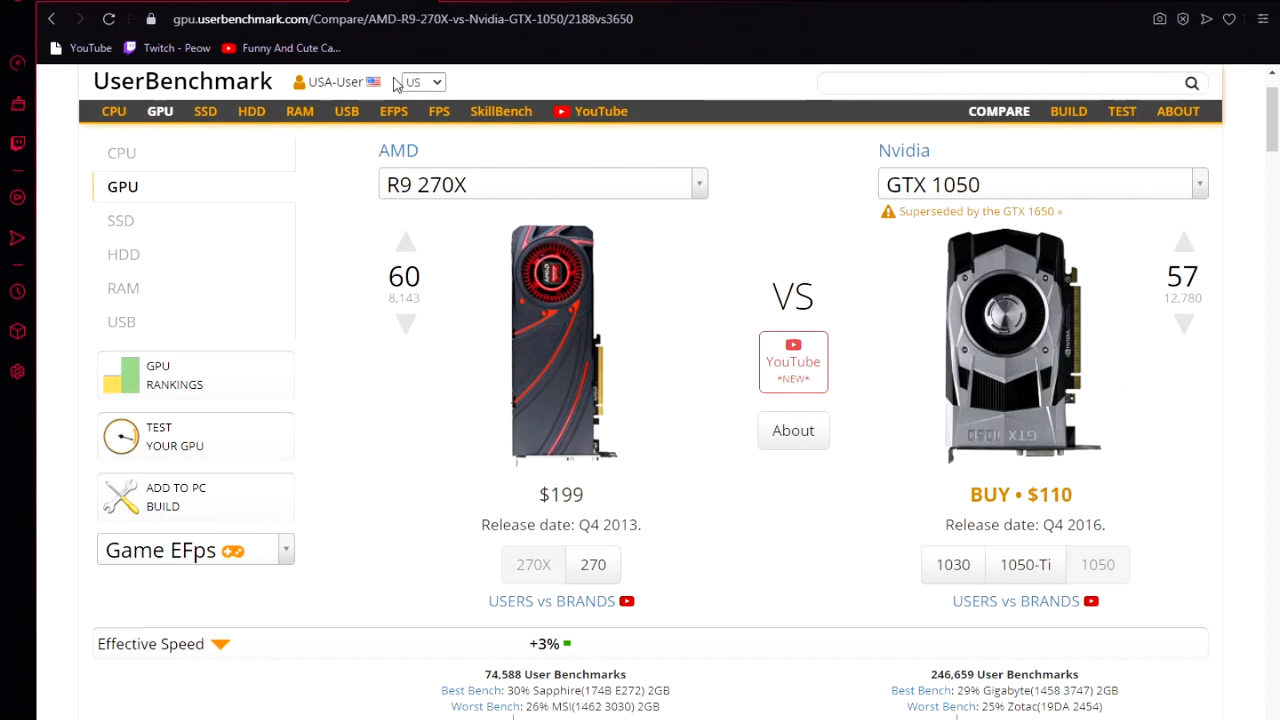 gpu.userbenchmark.com/Compare/AMD-R9-270X-vs-Nvidia-GTX-1050/2188vs3650
YouTube Twitch - Peow Funny And Cute Ca...
UserBenchmark USA-User US
CPU GPU SSD HDD RAM USB EFPS FPS SkillBench YouTube COMPARE BUILD TEST ABOUT
CPU
GPU
SSD
HDD
RAM
USB
GPU
RANKINGS
TEST
YOUR GPU
ADD TO PC
BUILD
Game EFps
AMD
R9 270X
60
8,143
$199
Release date: Q4 2013.
270X 270
USERS vs BRANDS
VS
YouTube
*NEW*
About
Nvidia
GTX 1050
Superseded by the GTX 1650 »
57
12,780
GTX 1050
BUY • $110
Release date: Q4 2016.
1030 1050-Ti 1050
USERS vs BRANDS
Effective Speed +3%
74,588 User Benchmarks
Best Bench: 30% Sapphire(174B E272) 2GB
Worst Bench: 26% MSI(1462 3030) 2GB
246,659 User Benchmarks
Best Bench: 29% Gigabyte(1458 3747) 2GB
Worst Bench: 25% Zotac(19DA 2454)